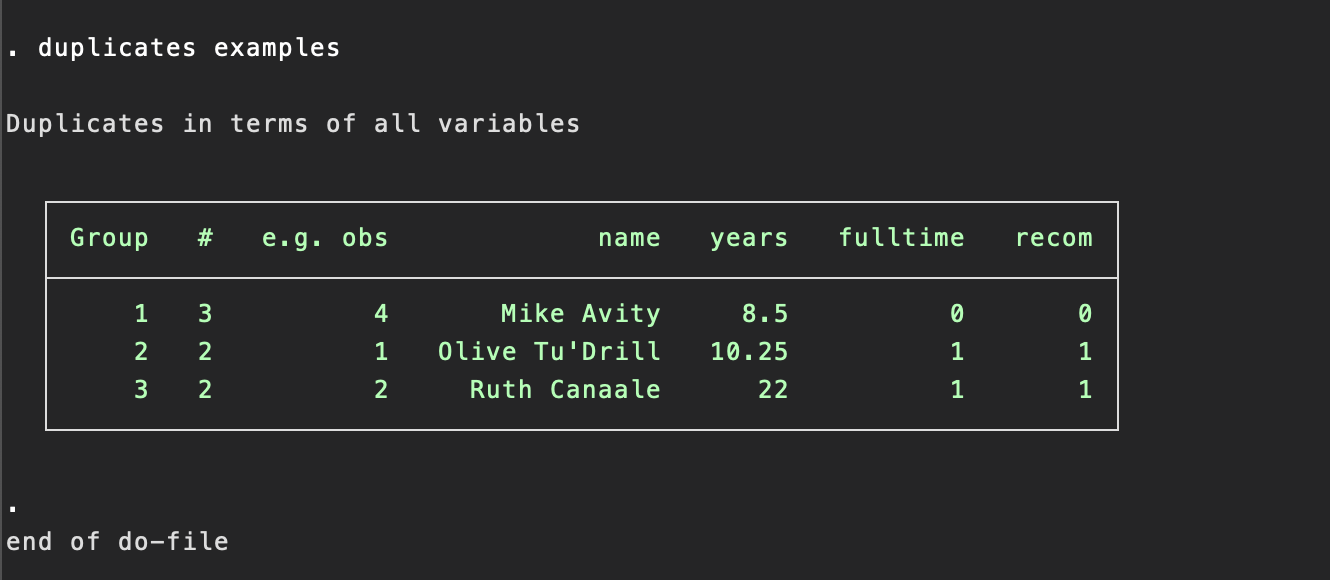 . duplicates examples
Duplicates in terms of all variables
Group # e.g. obs name years fulltime recom
1 3 4 Mike Avity 8.5 0 0
2 2 1 Olive Tu'Drill 10.25 1 1
3 2 2 Ruth Canaale 22 1 1
.
end of do-file